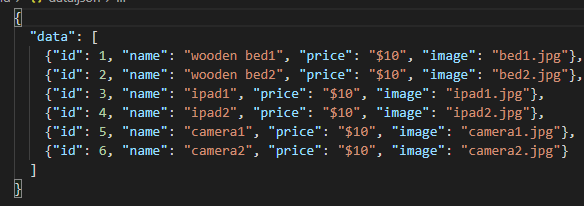 {
"data": [
{"id": 1, "name": "wooden bed1", "price": "$10", "image": "bed1.jpg"},
{"id": 2, "name": "wooden bed2", "price": "$10", "image": "bed2.jpg"},
{"id": 3, "name": "ipad1", "price": "$10", "image": "ipad1.jpg"},
{"id": 4, "name": "ipad2", "price": "$10", "image": "ipad2.jpg"},
{"id": 5, "name": "camera1", "price": "$10", "image": "camera1.jpg"},
{"id": 6, "name": "camera2", "price": "$10", "image": "camera2.jpg"}
]
}